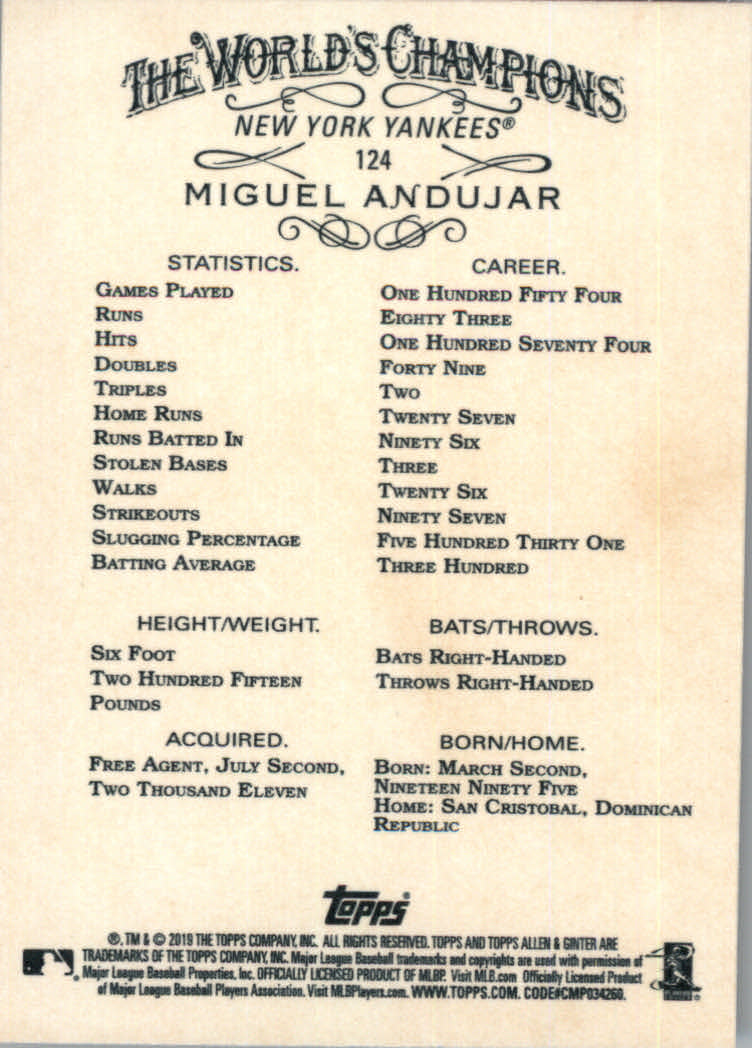 THE WORLD'S CHAMPIONS
NEW YORK YANKEES®
124
MIGUEL ANDUJAR
STATISTICS. CAREER.
GAMES PLAYED ONE HUNDRED FIFTY FOUR
RUNS EIGHTY THREE
HITS ONE HUNDRED SEVENTY FOUR
DOUBLES FORTY NINE
TRIPLES TWO
HOME RUNS TWENTY SEVEN
RUNS BATTED IN NINETY SIX
STOLEN BASES THREE
WALKS TWENTY SIX
STRIKEOUTS NINETY SEVEN
SLUGGING PERCENTAGE FIVE HUNDRED THIRTY ONE
BATTING AVERAGE THREE HUNDRED
HEIGHT/WEIGHT.
SIX FOOT
TWO HUNDRED FIFTEEN
POUNDS
BATS/THROWS.
BATS RIGHT-HANDED
THROWS RIGHT-HANDED
ACQUIRED.
FREE AGENT, JULY SECOND,
TWO THOUSAND ELEVEN
BORN/HOME.
BORN: MARCH SECOND,
NINETEEN NINETY FIVE
HOME: SAN CRISTOBAL, DOMINICAN
REPUBLIC
Topps®
®, TM & © 2019 THE TOPPS COMPANY, INC. ALL RIGHTS RESERVED. TOPPS AND TOPPS ALLEN & GINTER ARE
TRADEMARKS OF THE TOPPS COMPANY, INC. Major League Baseball trademarks and copyrights are used with permission of
Major League Baseball Properties, Inc. OFFICIALLY LICENSED PRODUCT OF MLBP. Visit MLB.com Officially Licensed Product
of Major League Baseball Players Association. Visit MLBPlayers.com. WWW.TOPPS.COM. CODE#CMP034260.